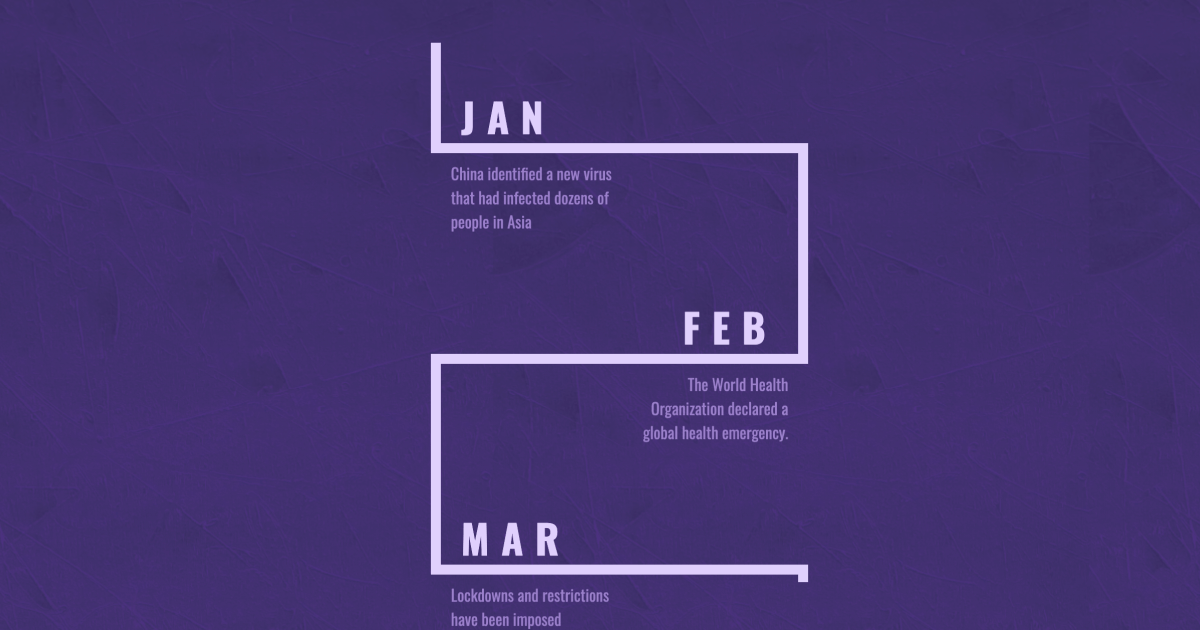 JAN
China identified a new virus
that had infected dozens of
people in Asia
FEB
The World Health
Organization declared a
global health emergency.
MAR
Lockdowns and restrictions
have been imposed